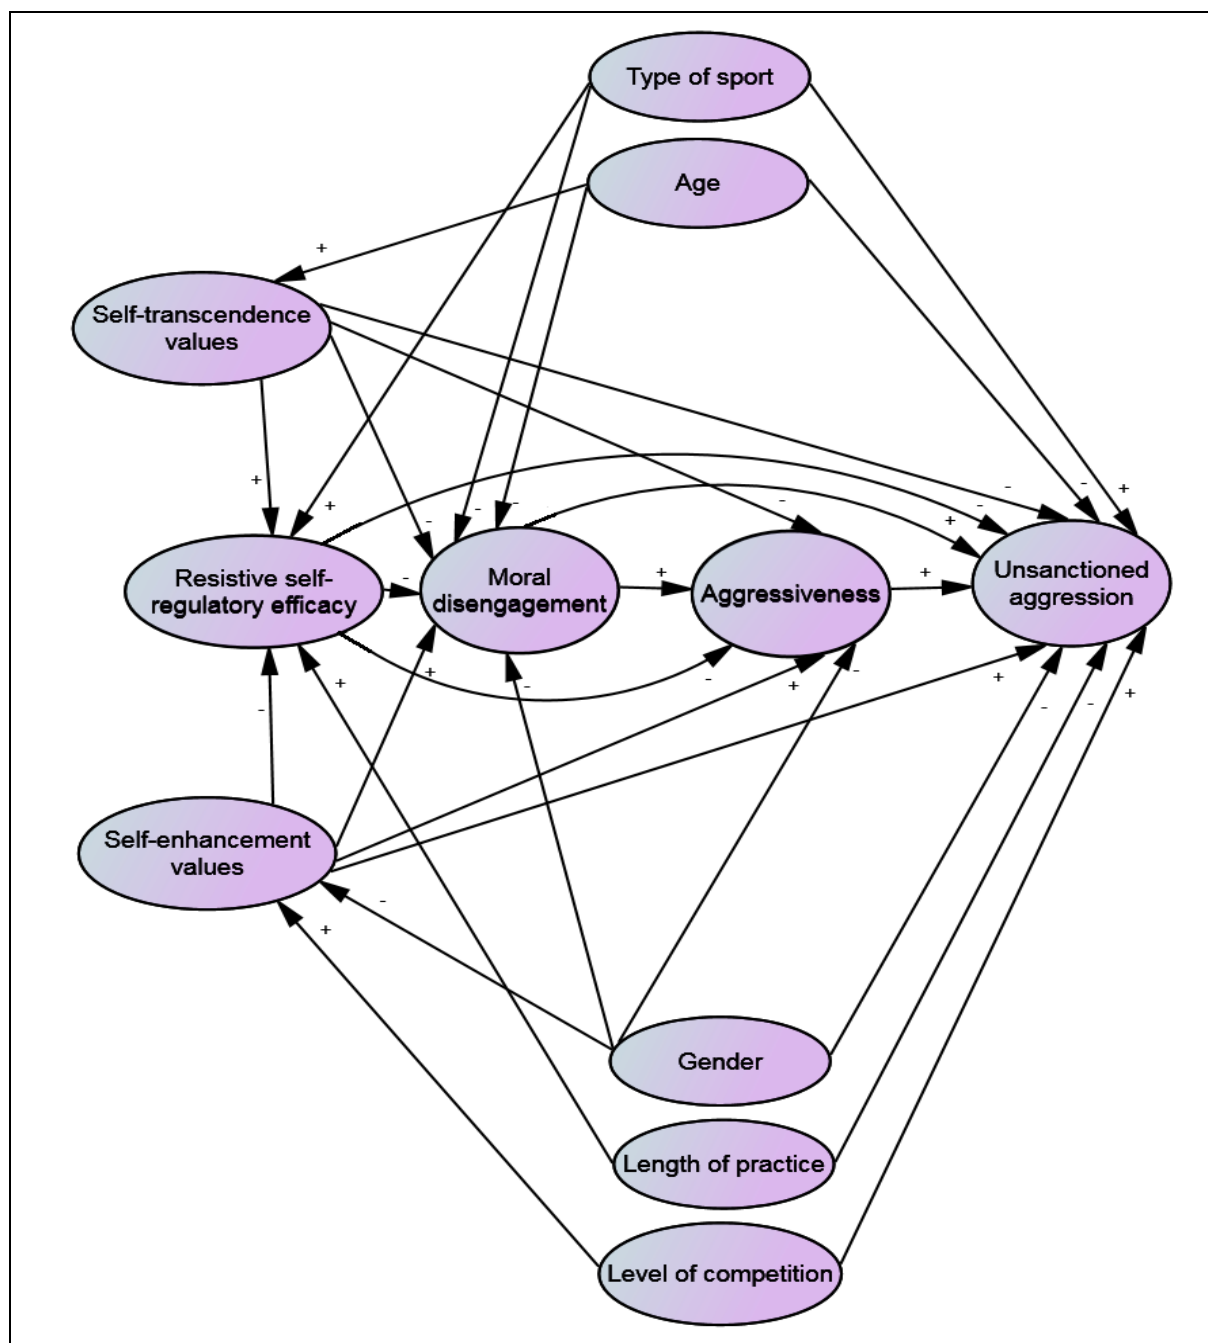 Type of sport
Age
+
Self-transcendence
values
-
-
+
-
+
+
-
-
-
-
+
Resistive self-
regulatory efficacy
-
Moral
disengagement
+
Aggressiveness
+
Unsanctioned
aggression
-
+
+
-
-
+
-
+
-
-
+
Self-enhancement
values
-
+
Gender
Length of practice
Level of competition